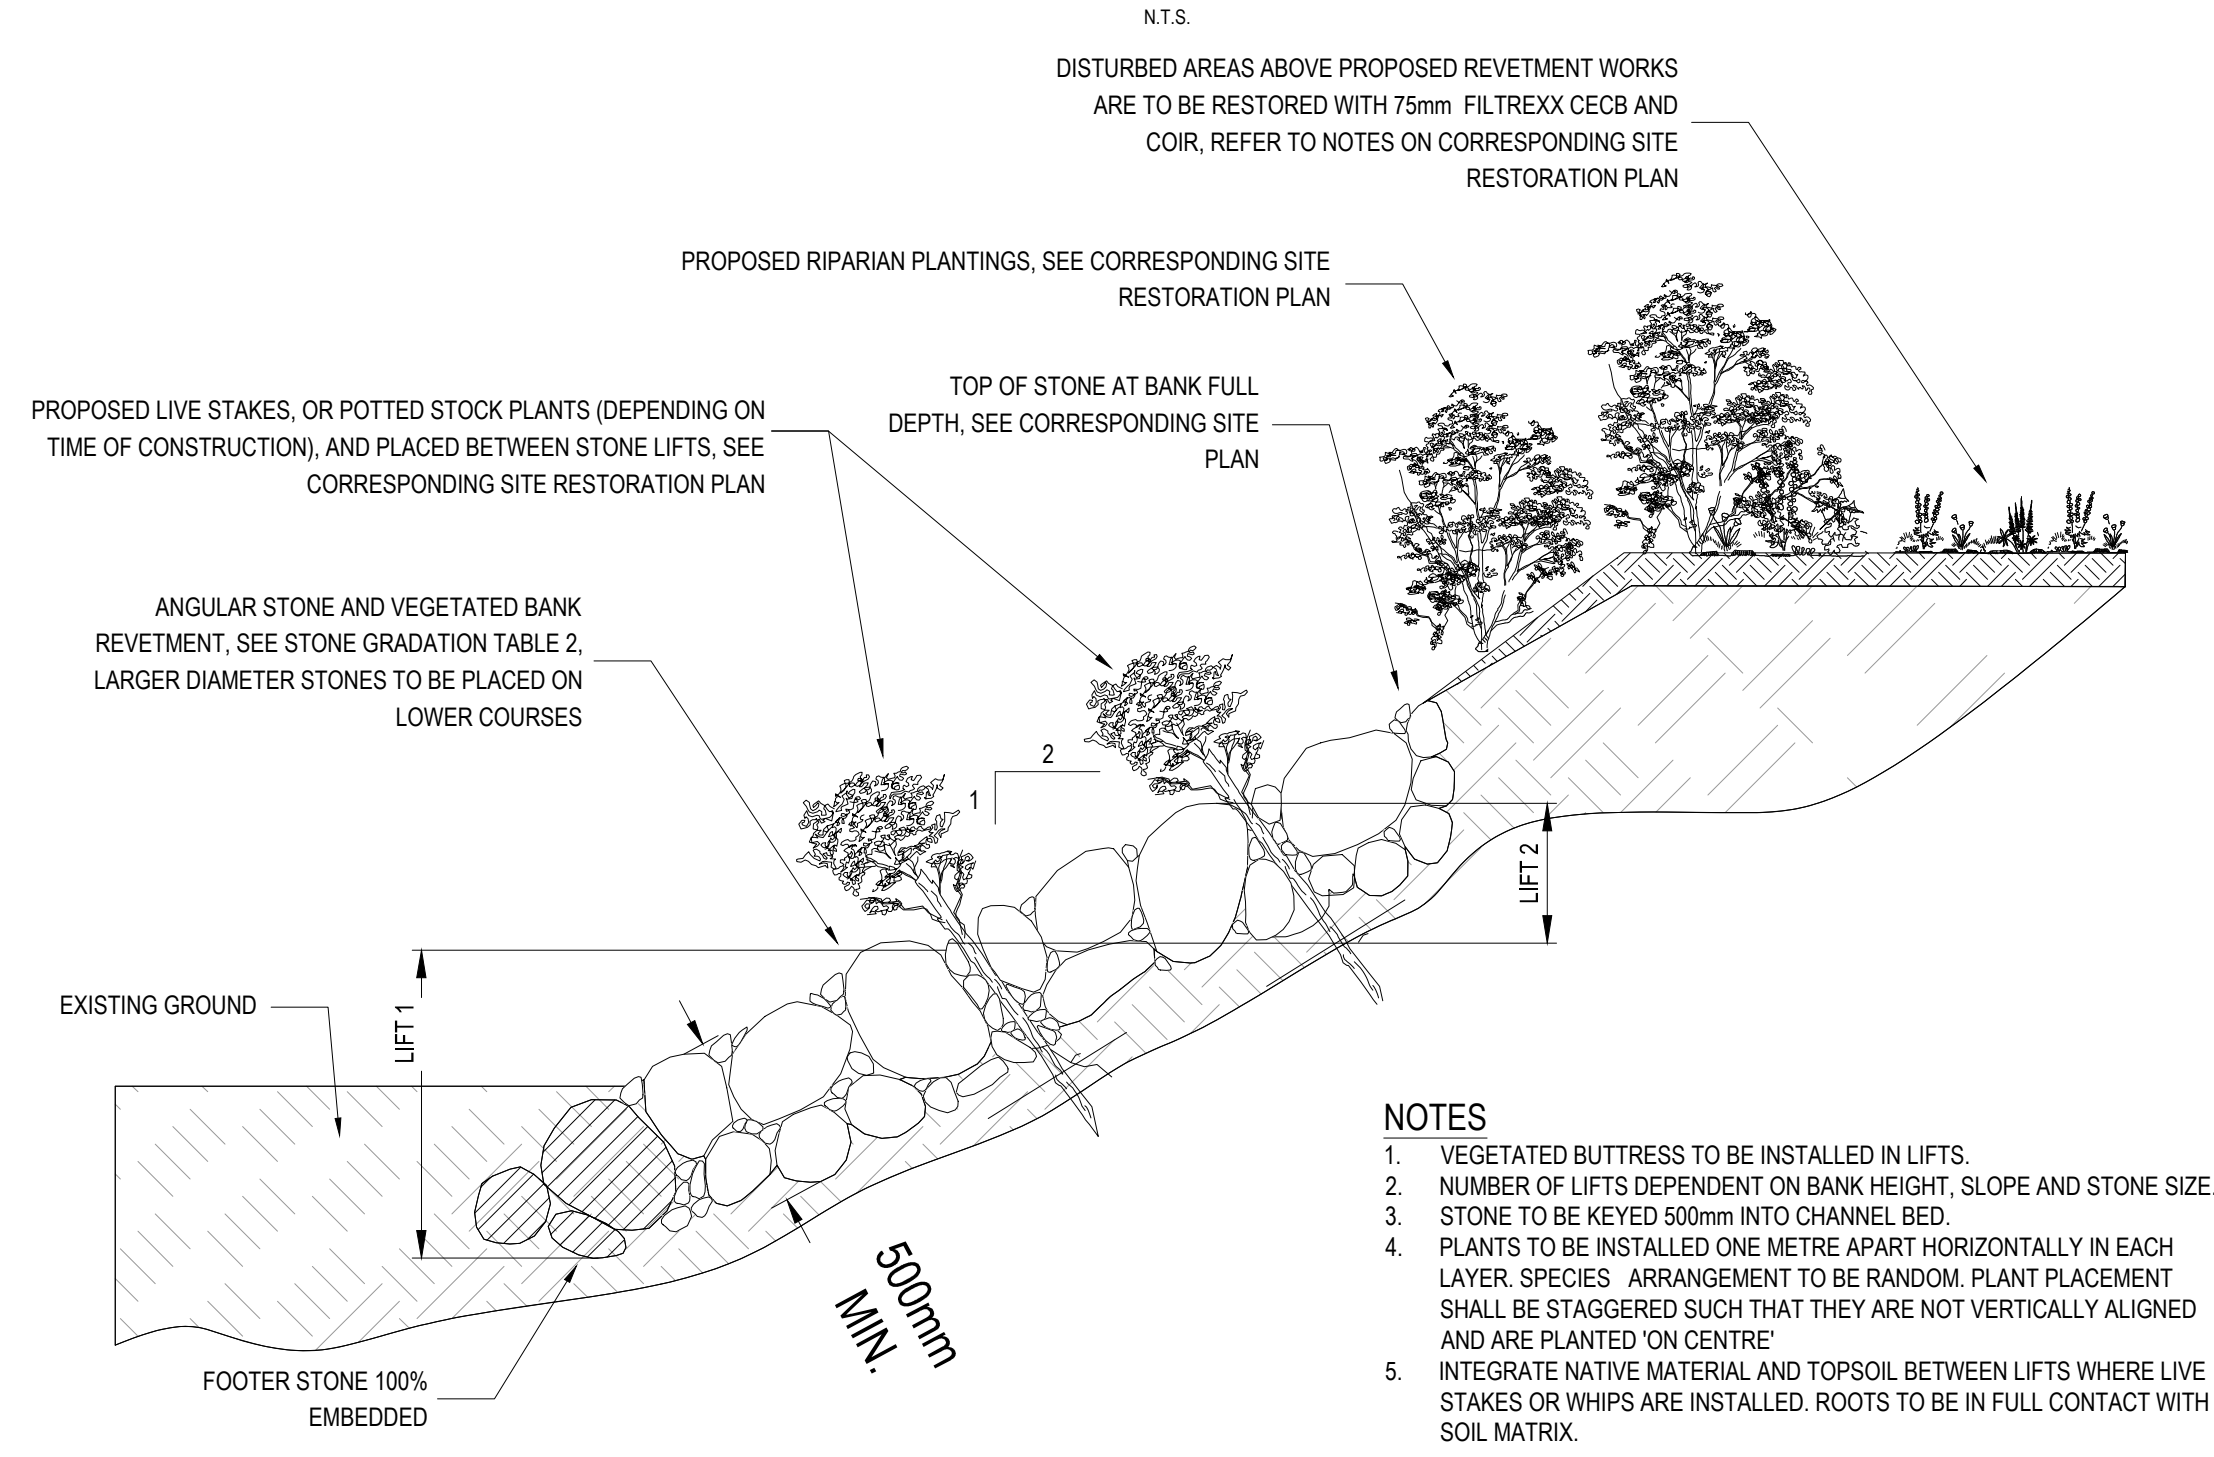 N.T.S.
DISTURBED AREAS ABOVE PROPOSED REVETMENT WORKS
ARE TO BE RESTORED WITH 75mm FILTREXX CECB AND
COIR, REFER TO NOTES ON CORRESPONDING SITE
RESTORATION PLAN
PROPOSED RIPARIAN PLANTINGS, SEE CORRESPONDING SITE
RESTORATION PLAN
TOP OF STONE AT BANK FULL
DEPTH, SEE CORRESPONDING SITE
PLAN
PROPOSED LIVE STAKES, OR POTTED STOCK PLANTS (DEPENDING ON
TIME OF CONSTRUCTION), AND PLACED BETWEEN STONE LIFTS, SEE
CORRESPONDING SITE RESTORATION PLAN
ANGULAR STONE AND VEGETATED BANK
REVETMENT, SEE STONE GRADATION TABLE 2,
LARGER DIAMETER STONES TO BE PLACED ON
LOWER COURSES
2
1
LIFT 2
EXISTING GROUND
LIFT 1
500mm
MIN.
FOOTER STONE 100%
EMBEDDED
NOTES
1. VEGETATED BUTTRESS TO BE INSTALLED IN LIFTS.
2. NUMBER OF LIFTS DEPENDENT ON BANK HEIGHT, SLOPE AND STONE SIZE.
3. STONE TO BE KEYED 500mm INTO CHANNEL BED.
4. PLANTS TO BE INSTALLED ONE METRE APART HORIZONTALLY IN EACH
LAYER. SPECIES ARRANGEMENT TO BE RANDOM. PLANT PLACEMENT
SHALL BE STAGGERED SUCH THAT THEY ARE NOT VERTICALLY ALIGNED
AND ARE PLANTED 'ON CENTRE'
5. INTEGRATE NATIVE MATERIAL AND TOPSOIL BETWEEN LIFTS WHERE LIVE
STAKES OR WHIPS ARE INSTALLED. ROOTS TO BE IN FULL CONTACT WITH
SOIL MATRIX.